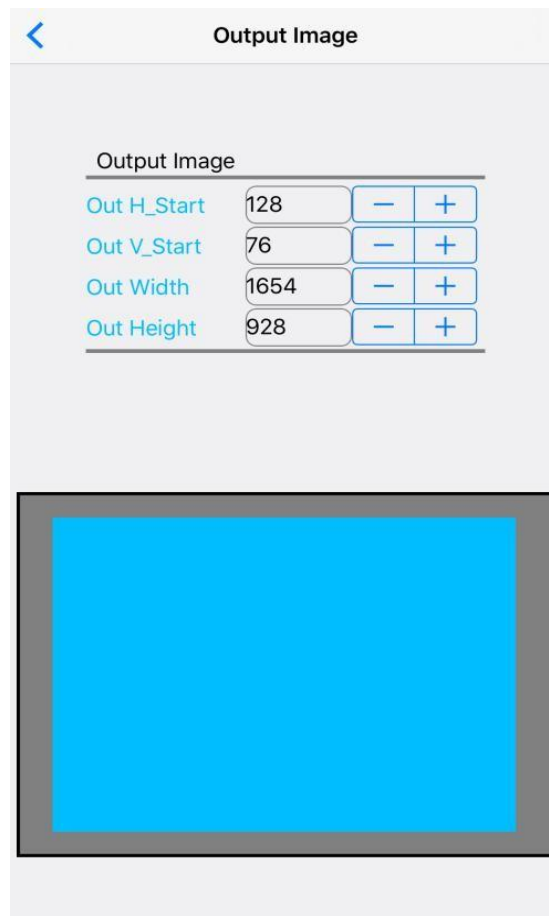 Output Image
Output Image
Out H_Start 128 − +
Out V_Start 76 − +
Out Width 1654 − +
Out Height 928 − +